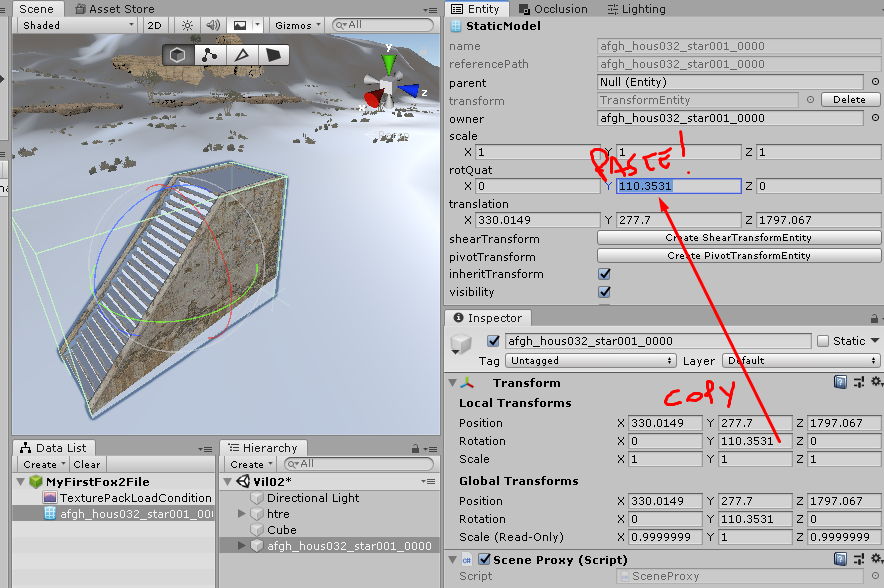 Scene Asset Store
Shaded 2D Gizmos All
y
z
x
Persp
Data List
Create Clear
MyFirstFox2File
TexturePackLoadCondition
afgh_hous032_star001_00
Hierarchy
Create All
Vil02*
Directional Light
htre
Cube
afgh_hous032_star001_0000
Entity Occlusion Lighting
StaticModel
name afgh_hous032_star001_0000
referencePath afgh_hous032_star001_0000
parent Null (Entity)
transform TransformEntity Delete
owner afgh_hous032_star001_0000
scale
X 1 Y 1 Z 1
PASTE!
rotQuat
X 0 Y 110.3531 Z 0
translation
X 330.0149 Y 277.7 Z 1797.067
shearTransform Create ShearTransformEntity
pivotTransform Create PivotTransformEntity
inheritTransform
visibility
Inspector
afgh_hous032_star001_0000 Static
Tag Untagged Layer Default
Transform
COPY
Local Transforms
Position X 330.0149 Y 277.7 Z 1797.067
Rotation X 0 Y 110.3531 Z 0
Scale X 1 Y 1 Z 1
Global Transforms
Position X 330.0149 Y 277.7 Z 1797.067
Rotation X 0 Y 110.3531 Z 0
Scale (Read-Only) X 0.9999999 Y 1 Z 0.9999999
Scene Proxy (Script)
Script SceneProxy